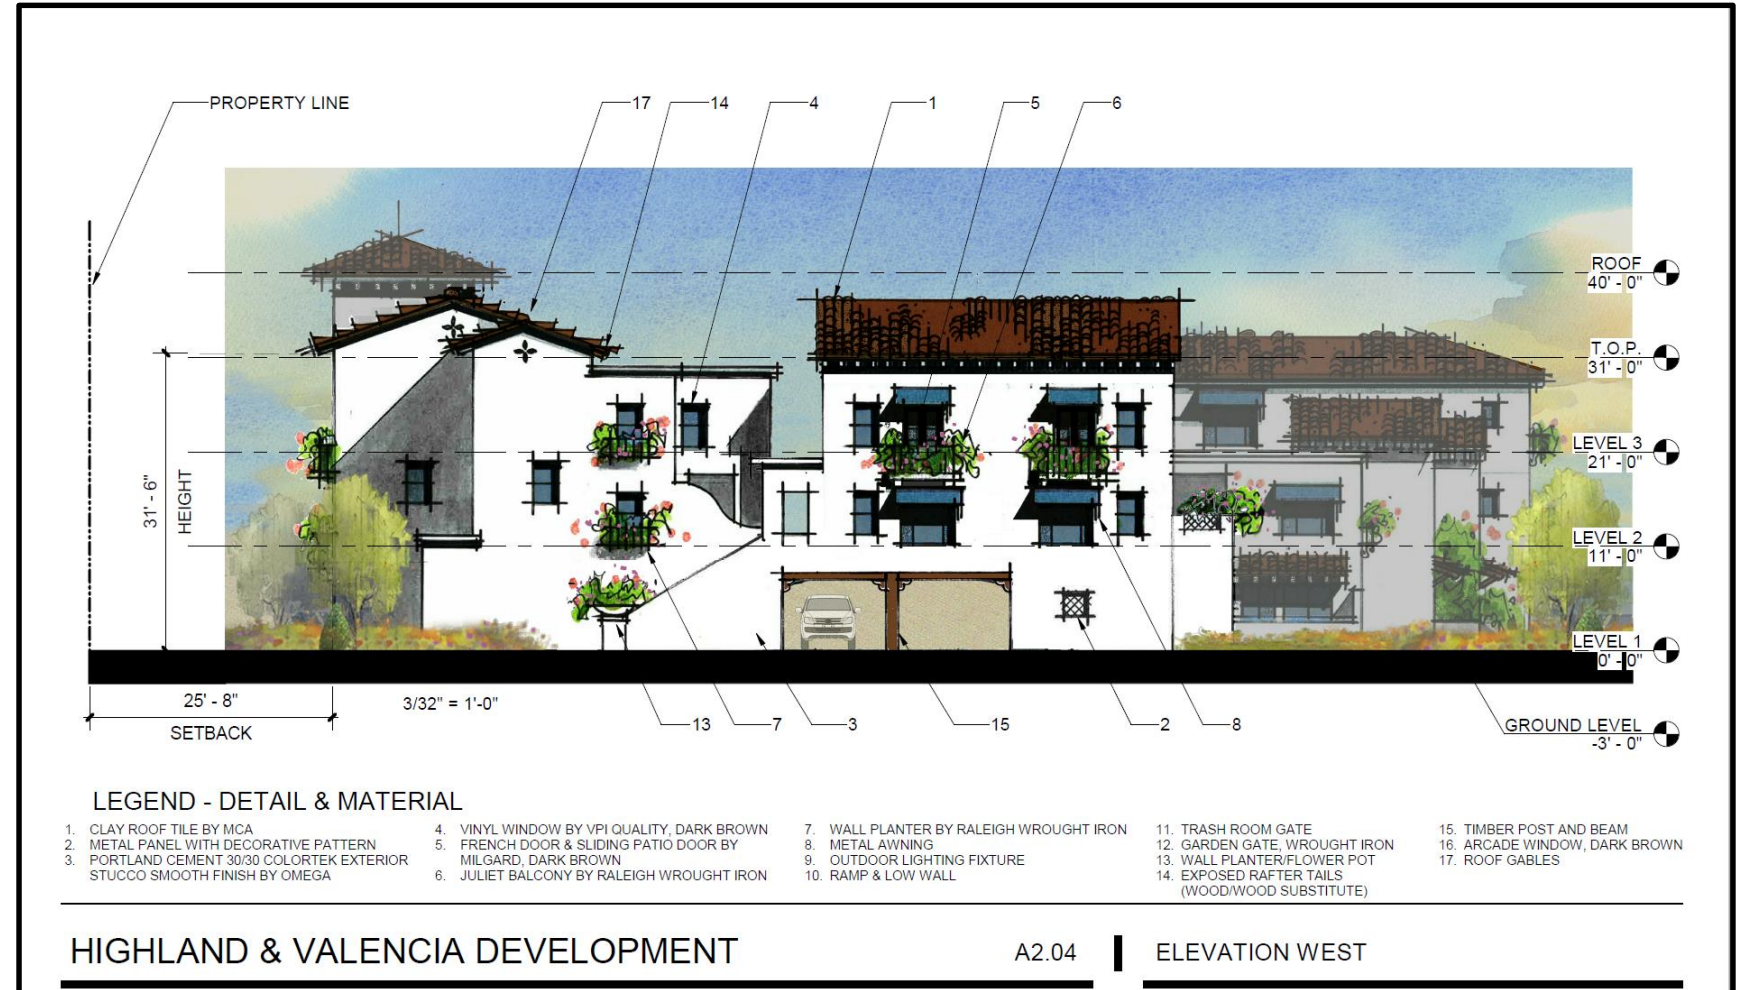 PROPERTY LINE
17
14
4
1
5
6
ROOF
40' - 0"
T.O.P.
31' - 0"
LEVEL 3
21' - 0"
LEVEL 2
11' - 0"
LEVEL 1
0' - 0"
31' - 6"
HEIGHT
25' - 8"
SETBACK
3/32" = 1'-0"
13
7
3
15
2
8
GROUND LEVEL
-3' - 0"
LEGEND - DETAIL & MATERIAL
1. CLAY ROOF TILE BY MCA
2. METAL PANEL WITH DECORATIVE PATTERN
3. PORTLAND CEMENT 30/30 COLORTEK EXTERIOR
STUCCO SMOOTH FINISH BY OMEGA
4. VINYL WINDOW BY VPI QUALITY, DARK BROWN
5. FRENCH DOOR & SLIDING PATIO DOOR BY
MILGARD, DARK BROWN
6. JULIET BALCONY BY RALEIGH WROUGHT IRON
7. WALL PLANTER BY RALEIGH WROUGHT IRON
8. METAL AWNING
9. OUTDOOR LIGHTING FIXTURE
10. RAMP & LOW WALL
11. TRASH ROOM GATE
12. GARDEN GATE, WROUGHT IRON
13. WALL PLANTER/FLOWER POT
14. EXPOSED RAFTER TAILS
(WOOD/WOOD SUBSTITUTE)
15. TIMBER POST AND BEAM
16. ARCADE WINDOW, DARK BROWN
17. ROOF GABLES
HIGHLAND & VALENCIA DEVELOPMENT
A2.04
ELEVATION WEST